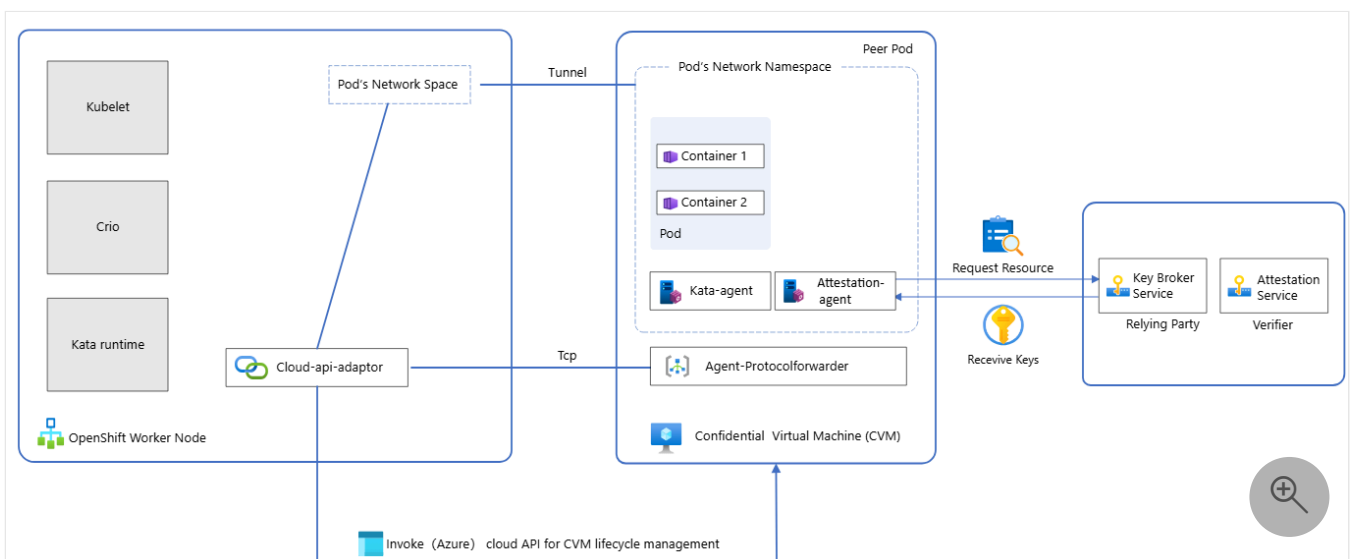 Peer Pod
Kubelet
Pod's Network Space
Tunnel
Pod's Network Namespace
Container 1
Container 2
Pod
Crio
Kata runtime
Cloud-api-adaptor
Tcp
Kata-agent
Attestation-
agent
Agent-Protocolforwarder
Request Resource
Recevive Keys
Key Broker
Service
Relying Party
Attestation
Service
Verifier
OpenShift Worker Node
Confidential Virtual Machine (CVM)
Invoke (Azure) cloud API for CVM lifecycle management